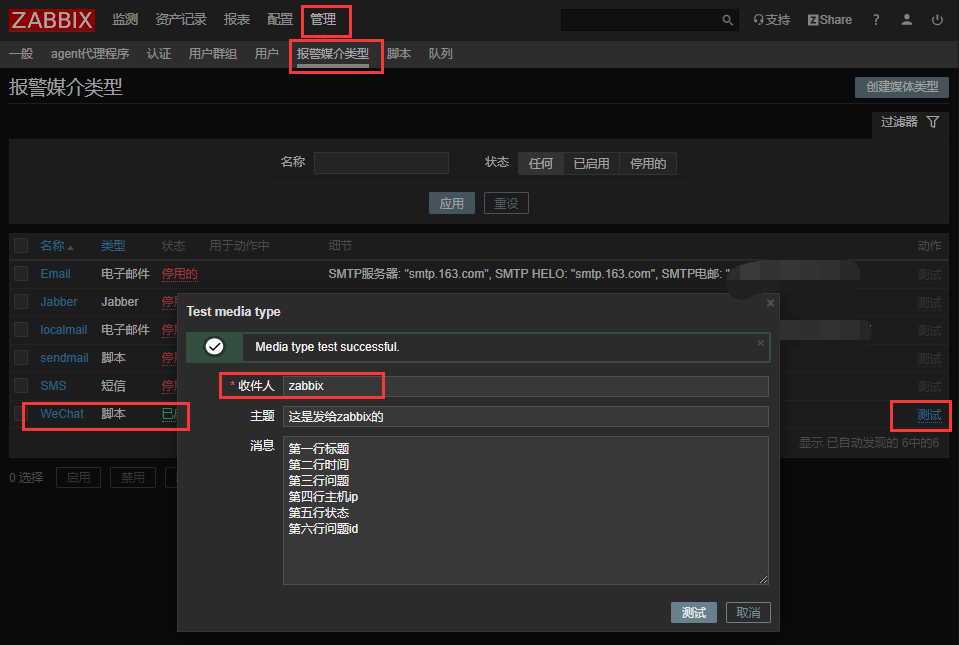 ZABBIX 监测 资产记录 报表 配置 管理 支持 Share ?
一般 agent代理程序 认证 用户群组 用户 报警媒介类型 脚本 队列
报警媒介类型 创建媒体类型
过滤器
名称 状态 任何 已启用 停用的
应用 重设
名称 类型 状态 用于动作中 细节 动作
Email 电子邮件 停用的 SMTP服务器: "smtp.163.com", SMTP HELO: "smtp.163.com", SMTP电邮: " 测试
Jabber Jabber 停用 测试
localmail 电子邮件 停用 测试
sendmail 脚本 停用 测试
SMS 短信 停用 测试
WeChat 脚本 已启 测试
显示 已自动发现的 6中的6
0 选择 启用 禁用
Test media type
Media type test successful.
* 收件人 zabbix
主题 这是发给zabbix的
消息 第一行标题
第二行时间
第三行问题
第四行主机ip
第五行状态
第六行问题id
测试 取消